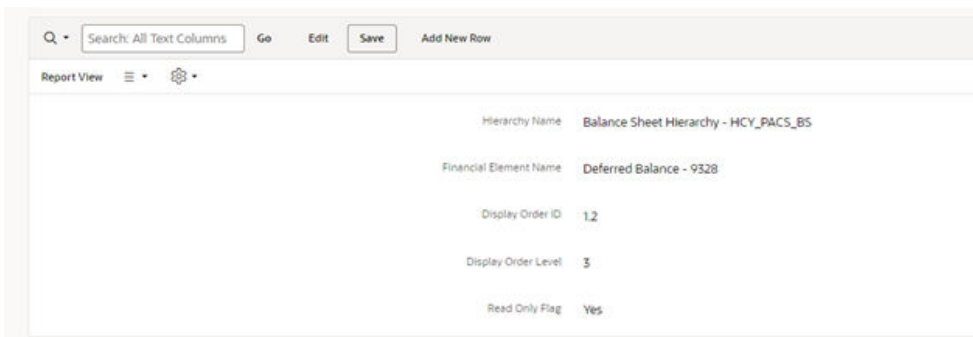 Search: All Text Columns Go Edit Save Add New Row
Report View
Hierarchy Name Balance Sheet Hierarchy - HCY_PACS_BS
Financial Element Name Deferred Balance - 9328
Display Order ID 1.2
Display Order Level 3
Read Only Flag Yes